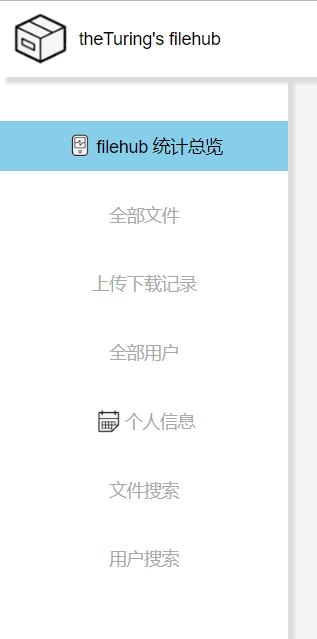 theTuring's filehub
filehub 统计总览
全部文件
上传下载记录
全部用户
个人信息
文件搜索
用户搜索